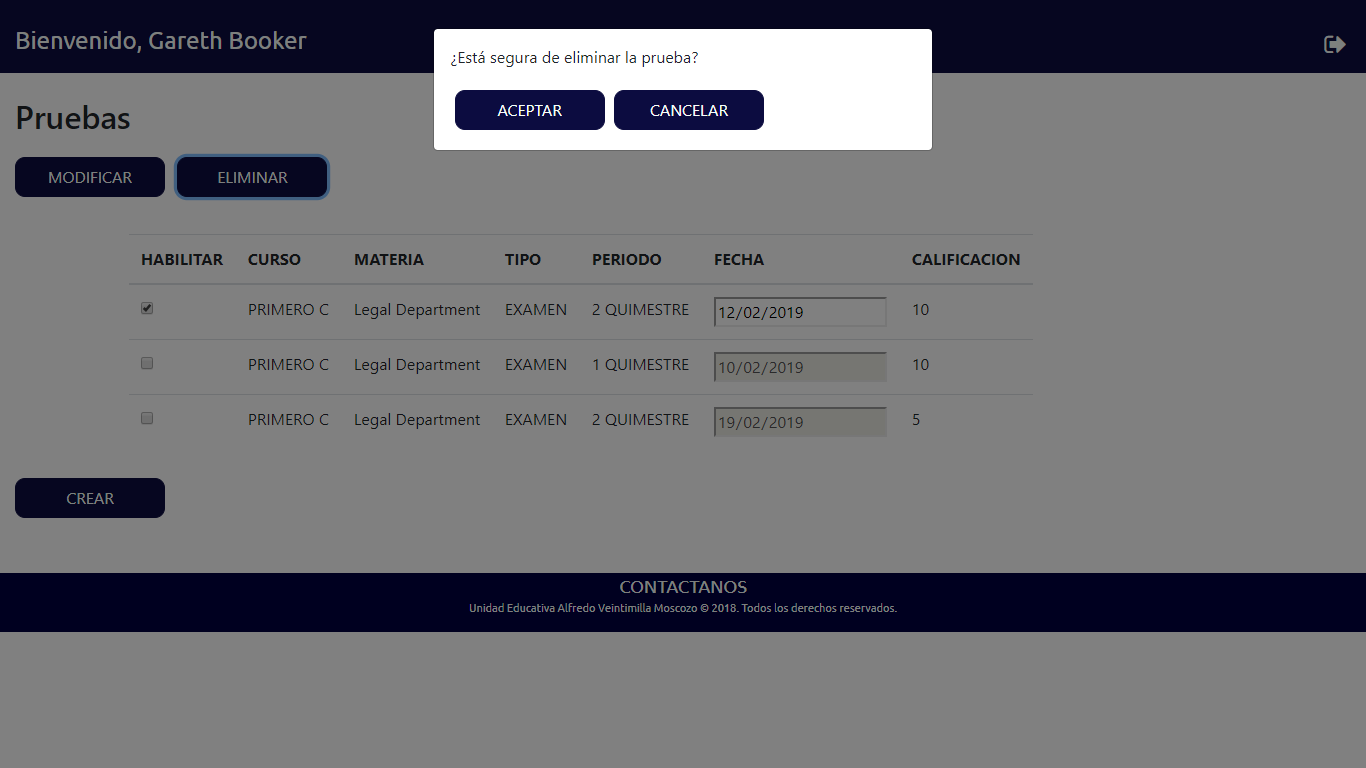 Bienvenido, Gareth Booker
¿Está segura de eliminar la prueba?
ACEPTAR CANCELAR
Pruebas
MODIFICAR ELIMINAR
HABILITAR CURSO MATERIA TIPO PERIODO FECHA CALIFICACION
PRIMERO C Legal Department EXAMEN 2 QUIMESTRE 12/02/2019 10
PRIMERO C Legal Department EXAMEN 1 QUIMESTRE 10/02/2019 10
PRIMERO C Legal Department EXAMEN 2 QUIMESTRE 19/02/2019 5
CREAR
CONTACTANOS
Unidad Educativa Alfredo Veintimilla Moscozo © 2018. Todos los derechos reservados.